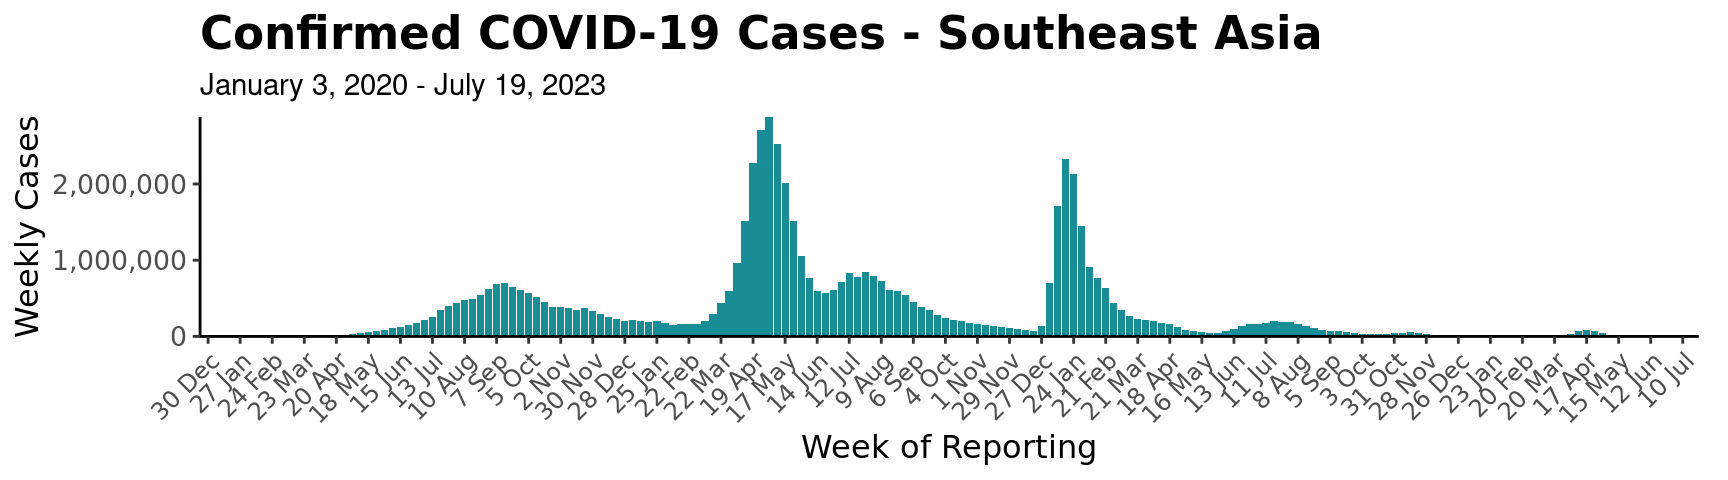 Confirmed COVID-19 Cases - Southeast Asia
January 3, 2020 - July 19, 2023
Weekly Cases
2,000,000
1,000,000
0
30 Dec
27 Jan
24 Feb
23 Mar
20 Apr
18 May
15 Jun
13 Jul
10 Aug
7 Sep
5 Oct
2 Nov
30 Nov
28 Dec
25 Jan
22 Feb
22 Mar
19 Apr
17 May
14 Jun
12 Jul
9 Aug
6 Sep
4 Oct
1 Nov
29 Nov
27 Dec
24 Jan
21 Feb
21 Mar
18 Apr
16 May
13 Jun
11 Jul
8 Aug
5 Sep
3 Oct
31 Oct
28 Nov
26 Dec
23 Jan
20 Feb
20 Mar
17 Apr
15 May
12 Jun
10 Jul
Week of Reporting